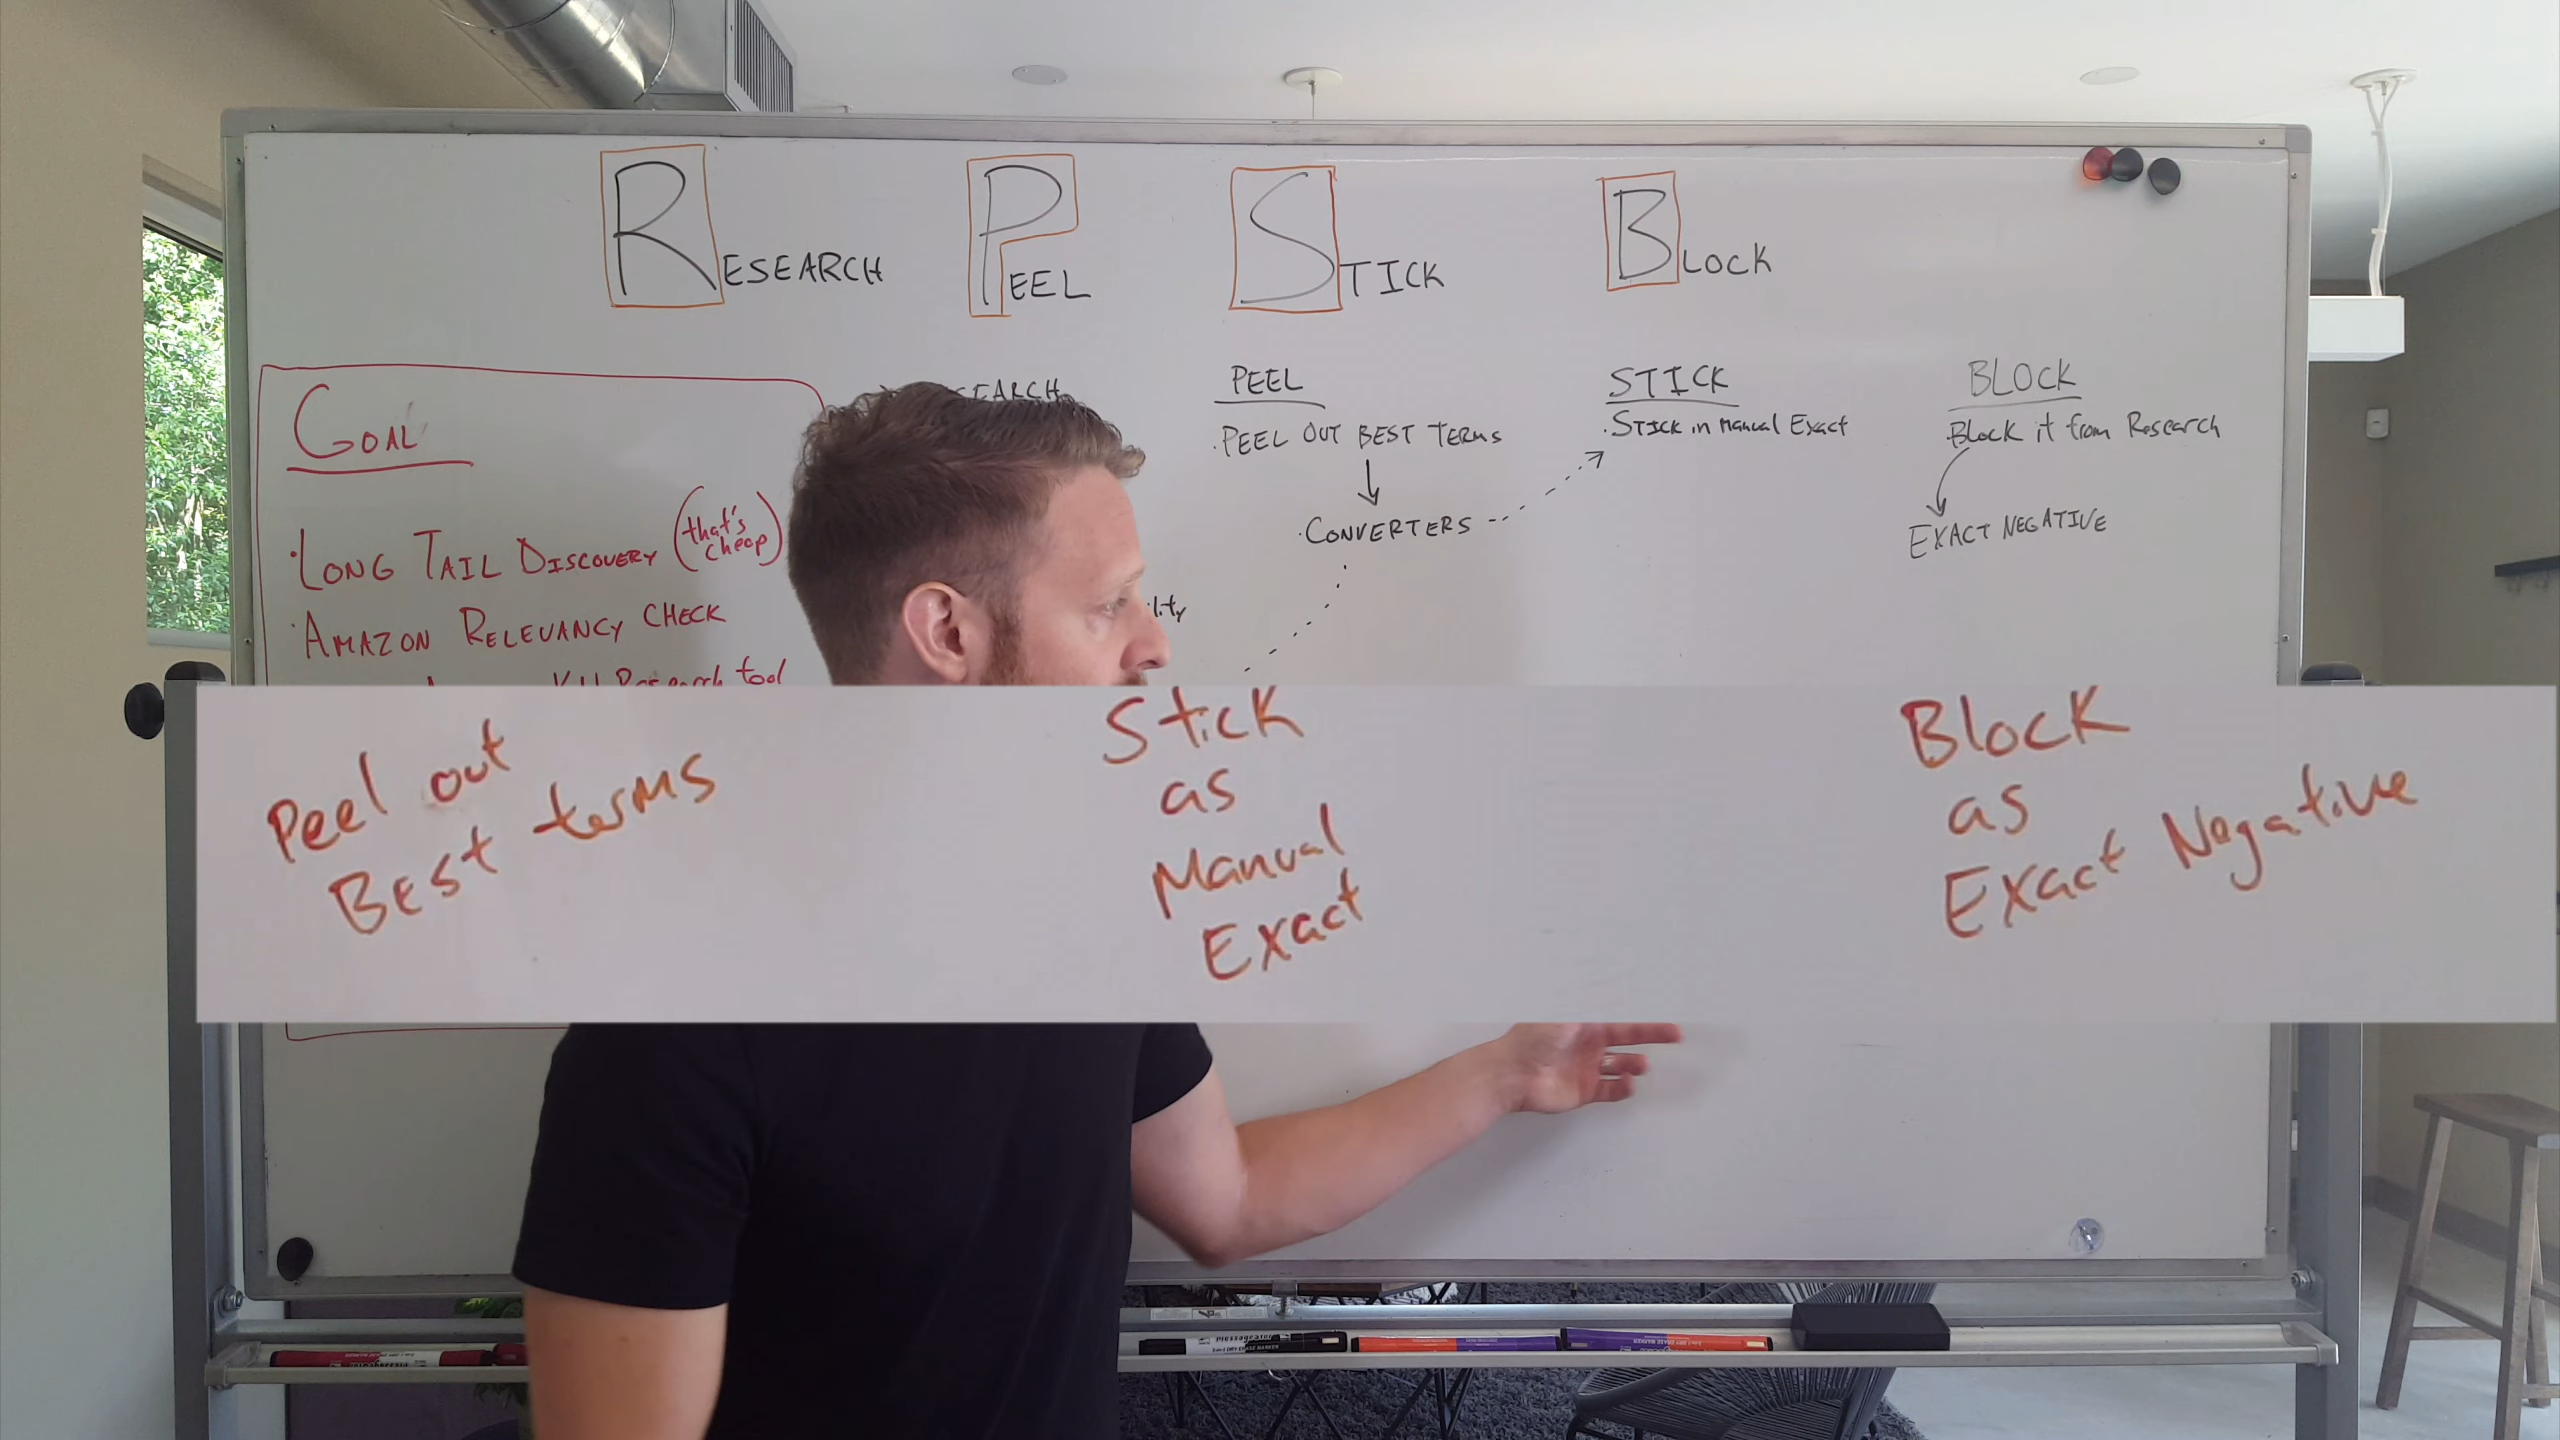 RESEARCH PEEL STICK BLOCK
GOAL
· LONG TAIL DISCOVERY (that's cheap)
· AMAZON RELEVANCY CHECK
Research tool
PEEL
· PEEL OUT BEST TERMS
· CONVERTERS
STICK
· STICK in Manual Exact
BLOCK
· Block it from Research
EXACT NEGATIVE
Peel out
Best terms
Stick
as
Manual
Exact
Block
as
Exact Negative